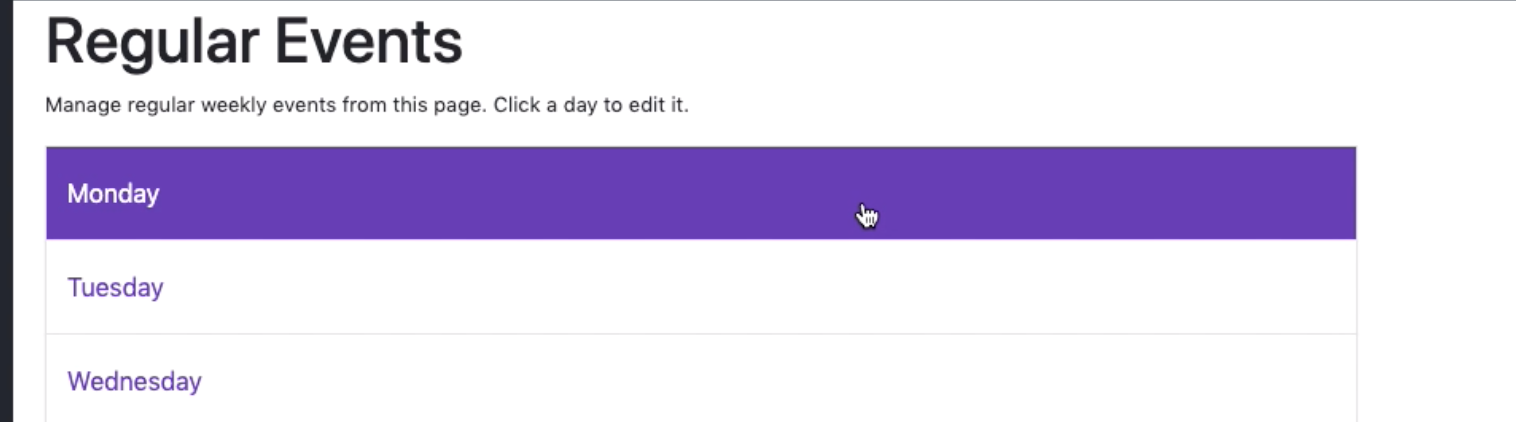 Regular Events
Manage regular weekly events from this page. Click a day to edit it.
Monday
Tuesday
Wednesday